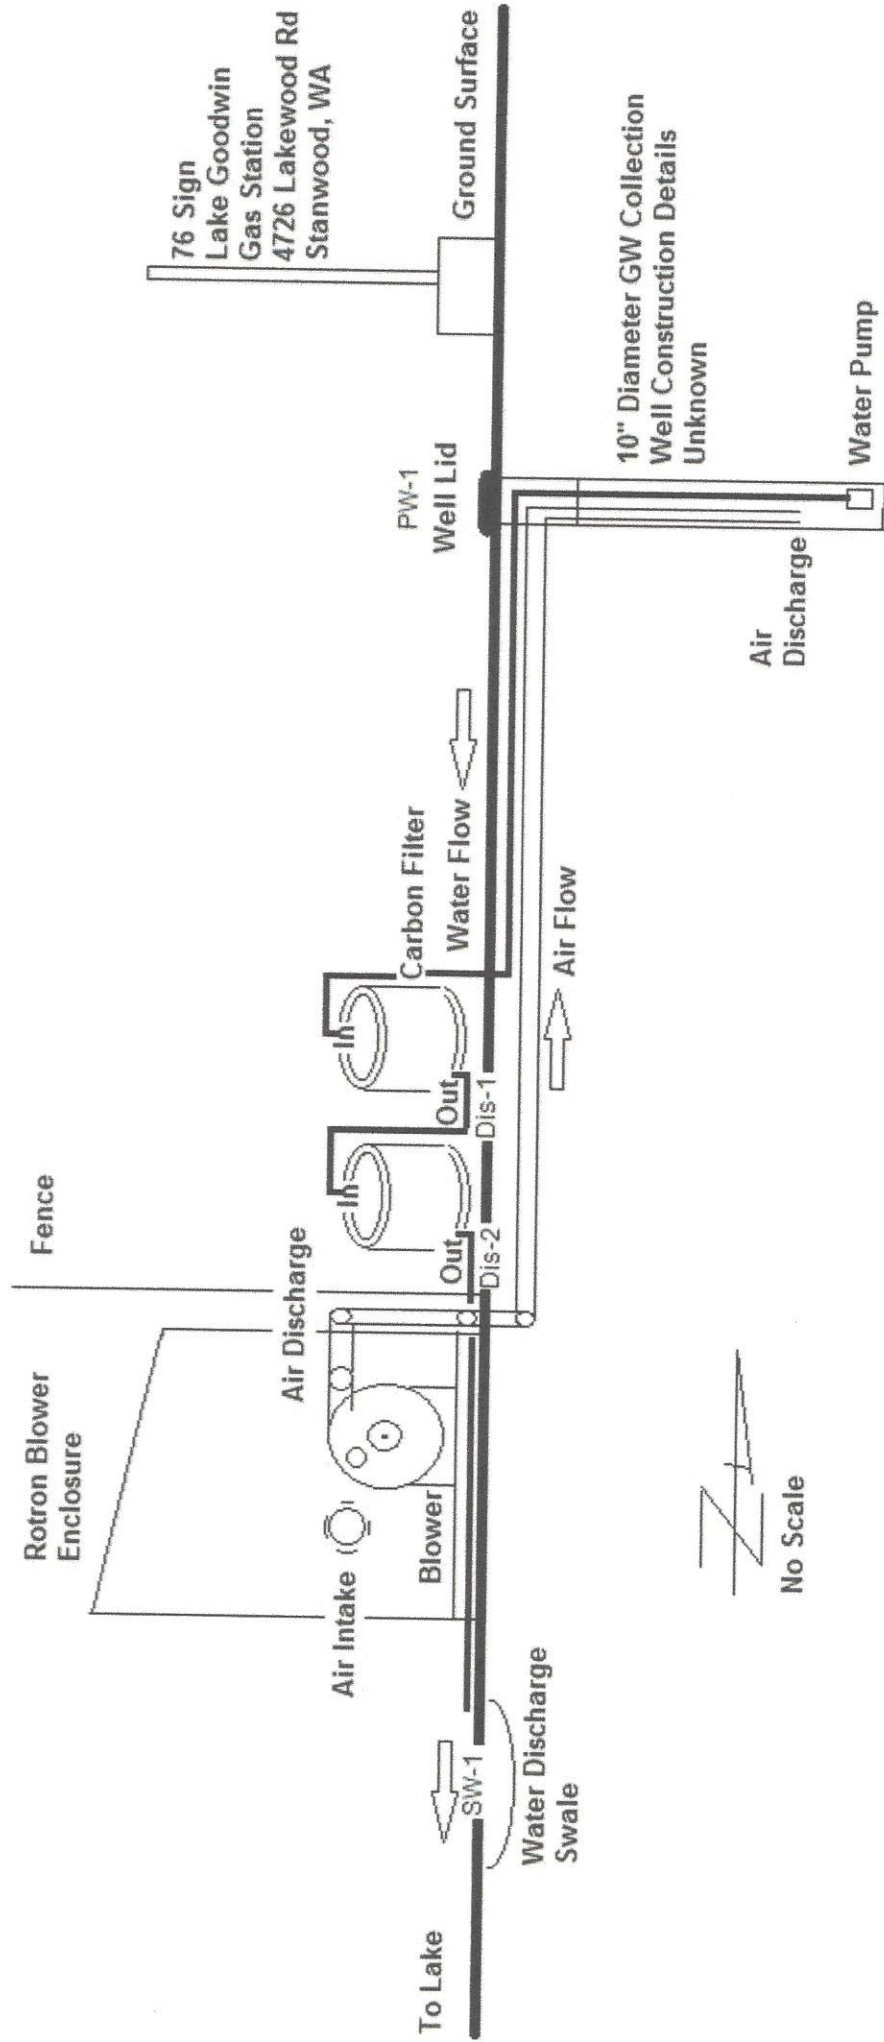 76 Sign
Lake Goodwin
Gas Station
4726 Lakewood Rd
Stanwood, WA
Ground Surface
PW-1
Well Lid
10" Diameter GW Collection
Well Construction Details
Unknown
Water Pump
Air
Discharge
Water Flow
Carbon Filter
Air Flow
In
Out
Dis-1
In
Out
Dis-2
Fence
Air Discharge
Rotron Blower
Enclosure
Blower
Air Intake
SW-1
Water Discharge
Swale
To Lake
N
No Scale